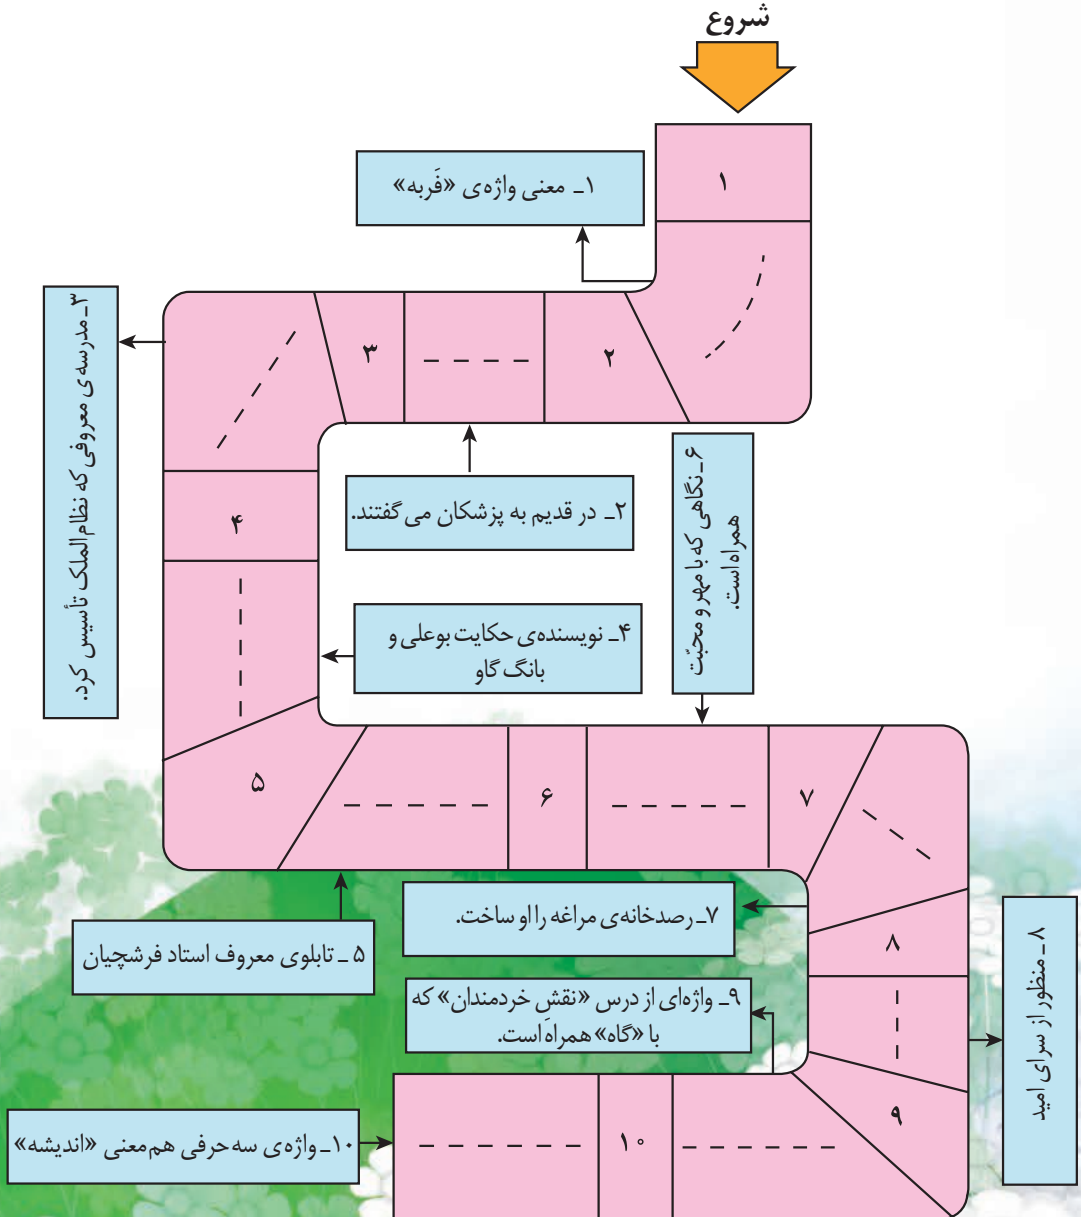 شروع
۱
۱ـ معنی واژه‌ی «فَربه»
۲
۳
۳ـ مدرسه‌ی معروفی که نظام‌الملک تأسیس کرد.
۲ـ در قدیم به پزشکان می‌گفتند.
۶ـ نگاهی که با مهر و محبّت
همراه است.
۴
۴ـ نویسنده‌ی حکایت بوعلی و
بانگ گاو
۵
۶
۷
۷ـ رصدخانه‌ی مراغه را او ساخت.
۵ ـ تابلوی معروف استاد فرشچیان
۸
۸ ـ منظور از سرای امید
۹ـ واژه‌ای از درس «نقشِ خردمندان» که
با «گاه» همراه است.
۹
۱۰
۱۰ـ واژه‌ی سه‌حرفی هم‌معنی «اندیشه»